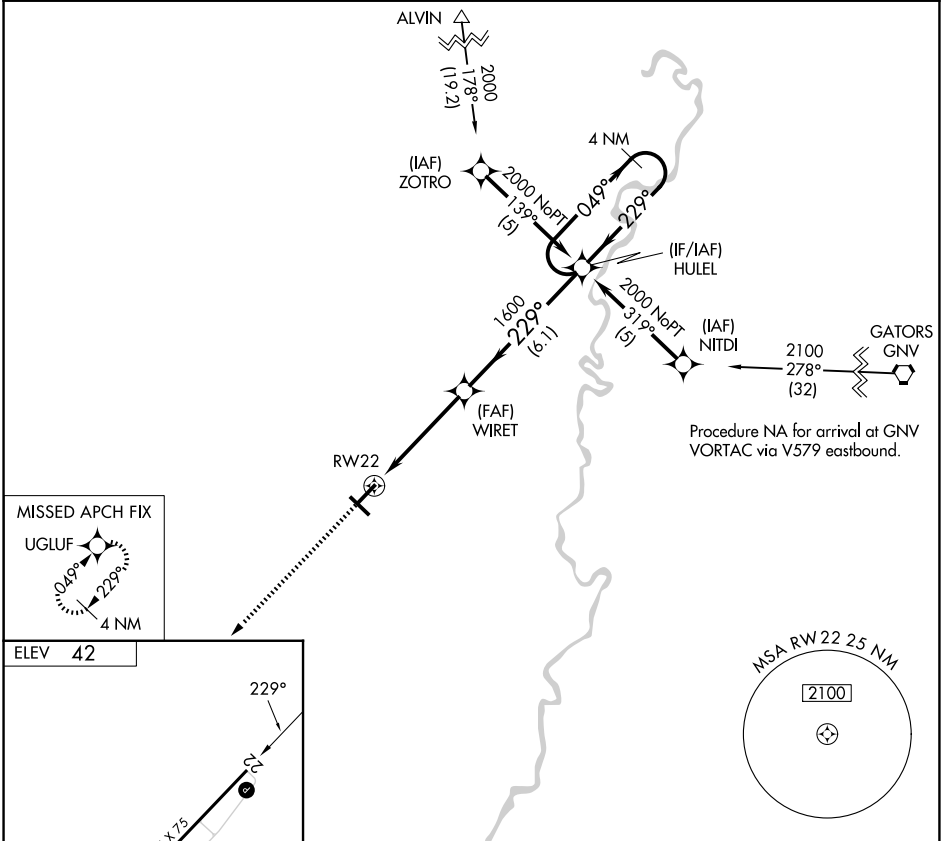 ALVIN
2000
178°
(19.2)
(IAF)
ZOTRO
2000 NoPT
139°
(5)
4 NM
049°
229°
(IF/IAF)
HULEL
2000 NoPT
319°
(5)
(IAF)
NITDI
GATORS
GNV
2100
278°
(32)
1600
229°
(6.1)
(FAF)
WIRET
Procedure NA for arrival at GNV
VORTAC via V579 eastbound.
RW22
MISSED APCH FIX
UGLUF
049°
229°
4 NM
ELEV 42
229°
22
P
X 75
MSA RW 22 25 NM
2100